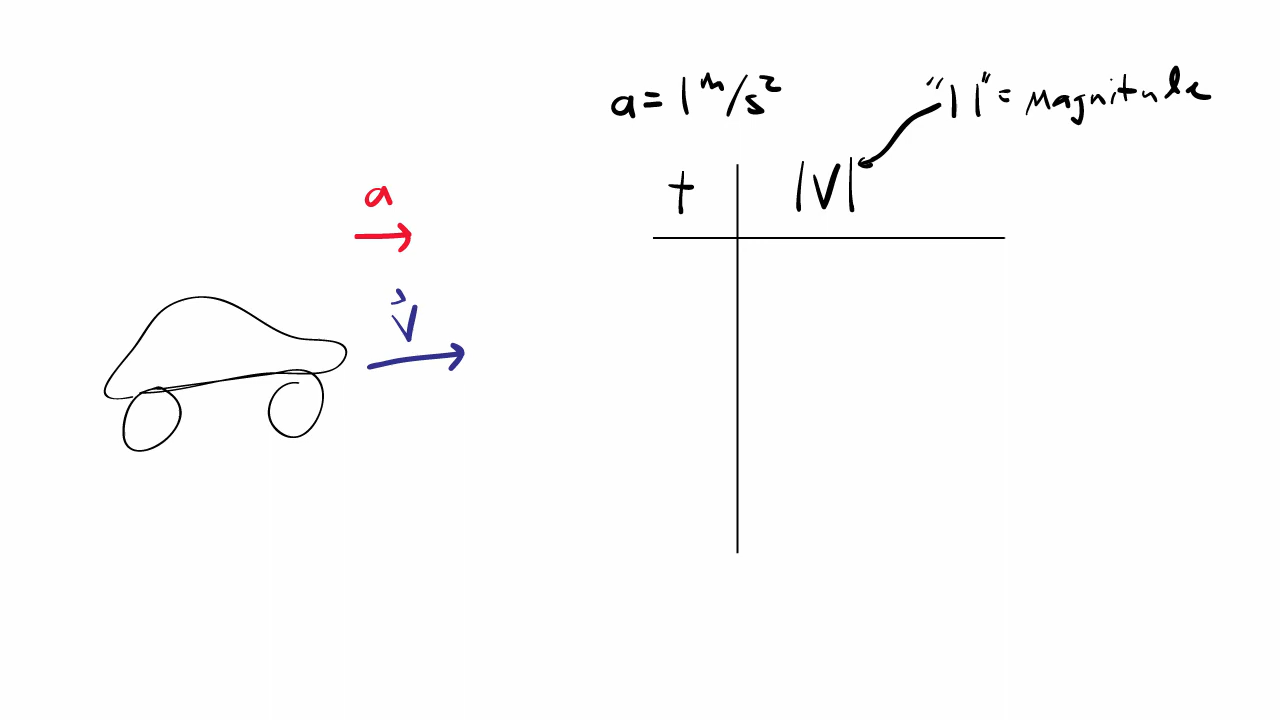 a = 1 m/s²
"| |" = magnitude
t |V|
a
V